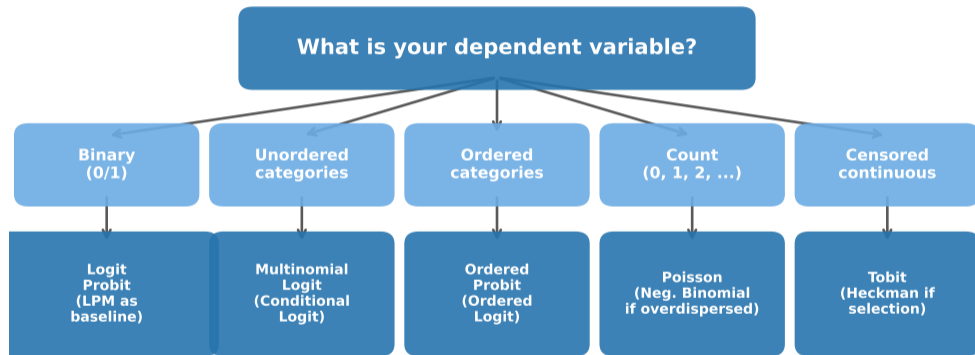 What is your dependent variable?
Binary
(0/1)
Unordered
categories
Ordered
categories
Count
(0, 1, 2, ...)
Censored
continuous
Logit
Probit
(LPM as
baseline)
Multinomial
Logit
(Conditional
Logit)
Ordered
Probit
(Ordered
Logit)
Poisson
(Neg. Binomial
if overdispersed)
Tobit
(Heckman if
selection)